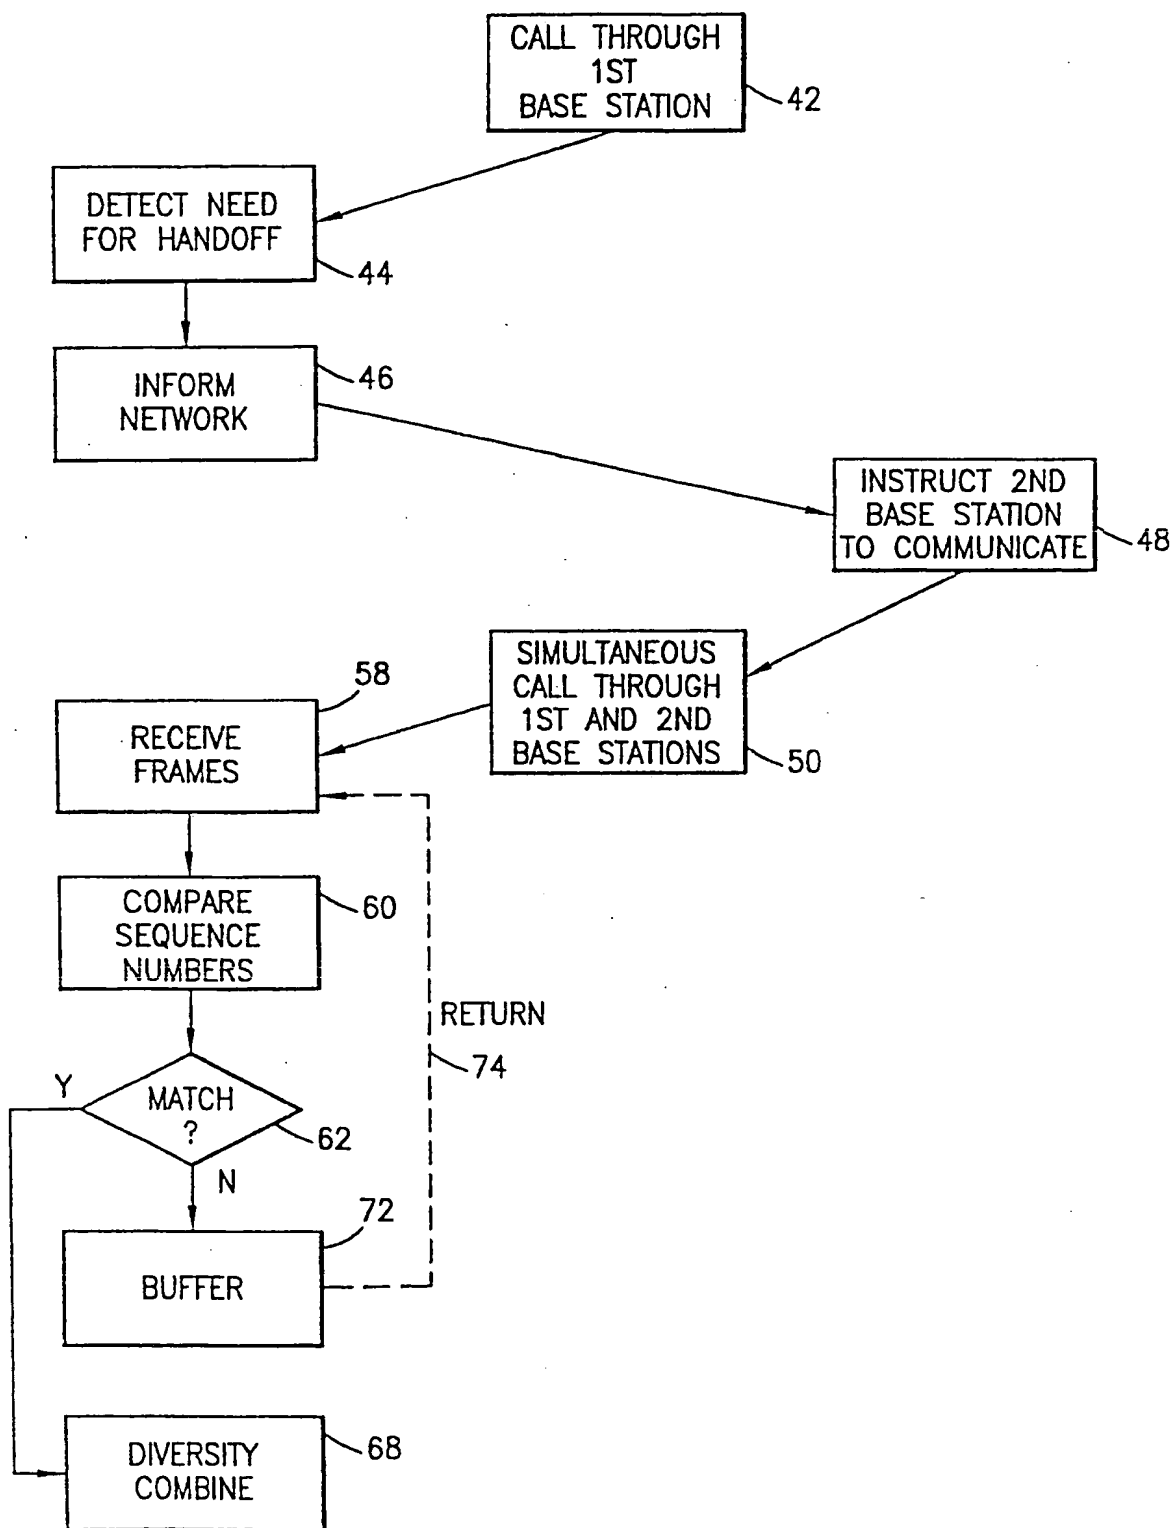 CALL THROUGH
1ST
BASE STATION
42
DETECT NEED
FOR HANDOFF
44
INFORM
NETWORK
46
INSTRUCT 2ND
BASE STATION
TO COMMUNICATE
48
SIMULTANEOUS
CALL THROUGH
1ST AND 2ND
BASE STATIONS
50
58
RECEIVE
FRAMES
COMPARE
SEQUENCE
NUMBERS
60
RETURN
74
Y
MATCH
?
62
N
72
BUFFER
DIVERSITY
COMBINE
68